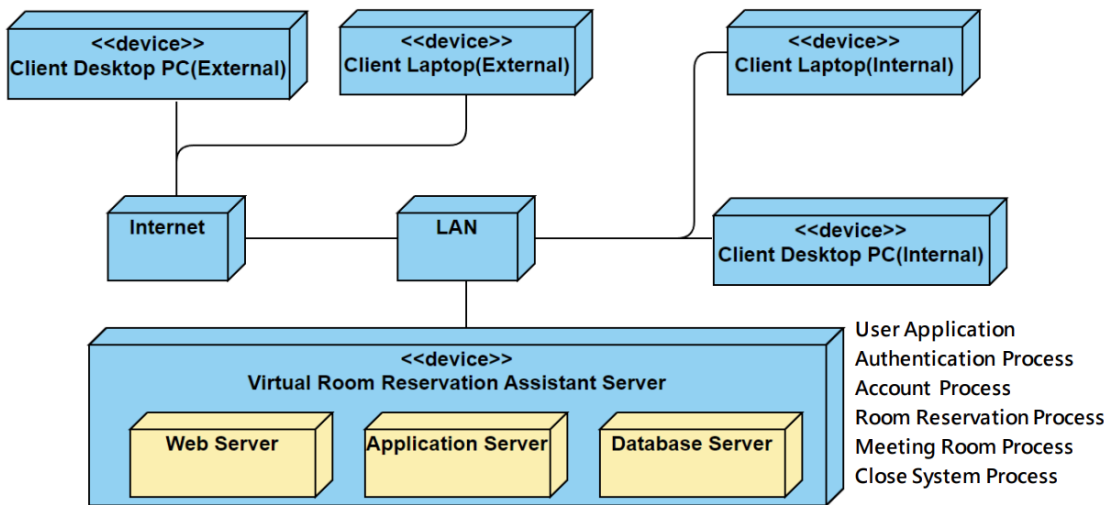 <<device>>
Client Desktop PC(External)
<<device>>
Client Laptop(External)
<<device>>
Client Laptop(Internal)
Internet
LAN
<<device>>
Client Desktop PC(Internal)
<<device>>
Virtual Room Reservation Assistant Server
Web Server
Application Server
Database Server
User Application
Authentication Process
Account Process
Room Reservation Process
Meeting Room Process
Close System Process